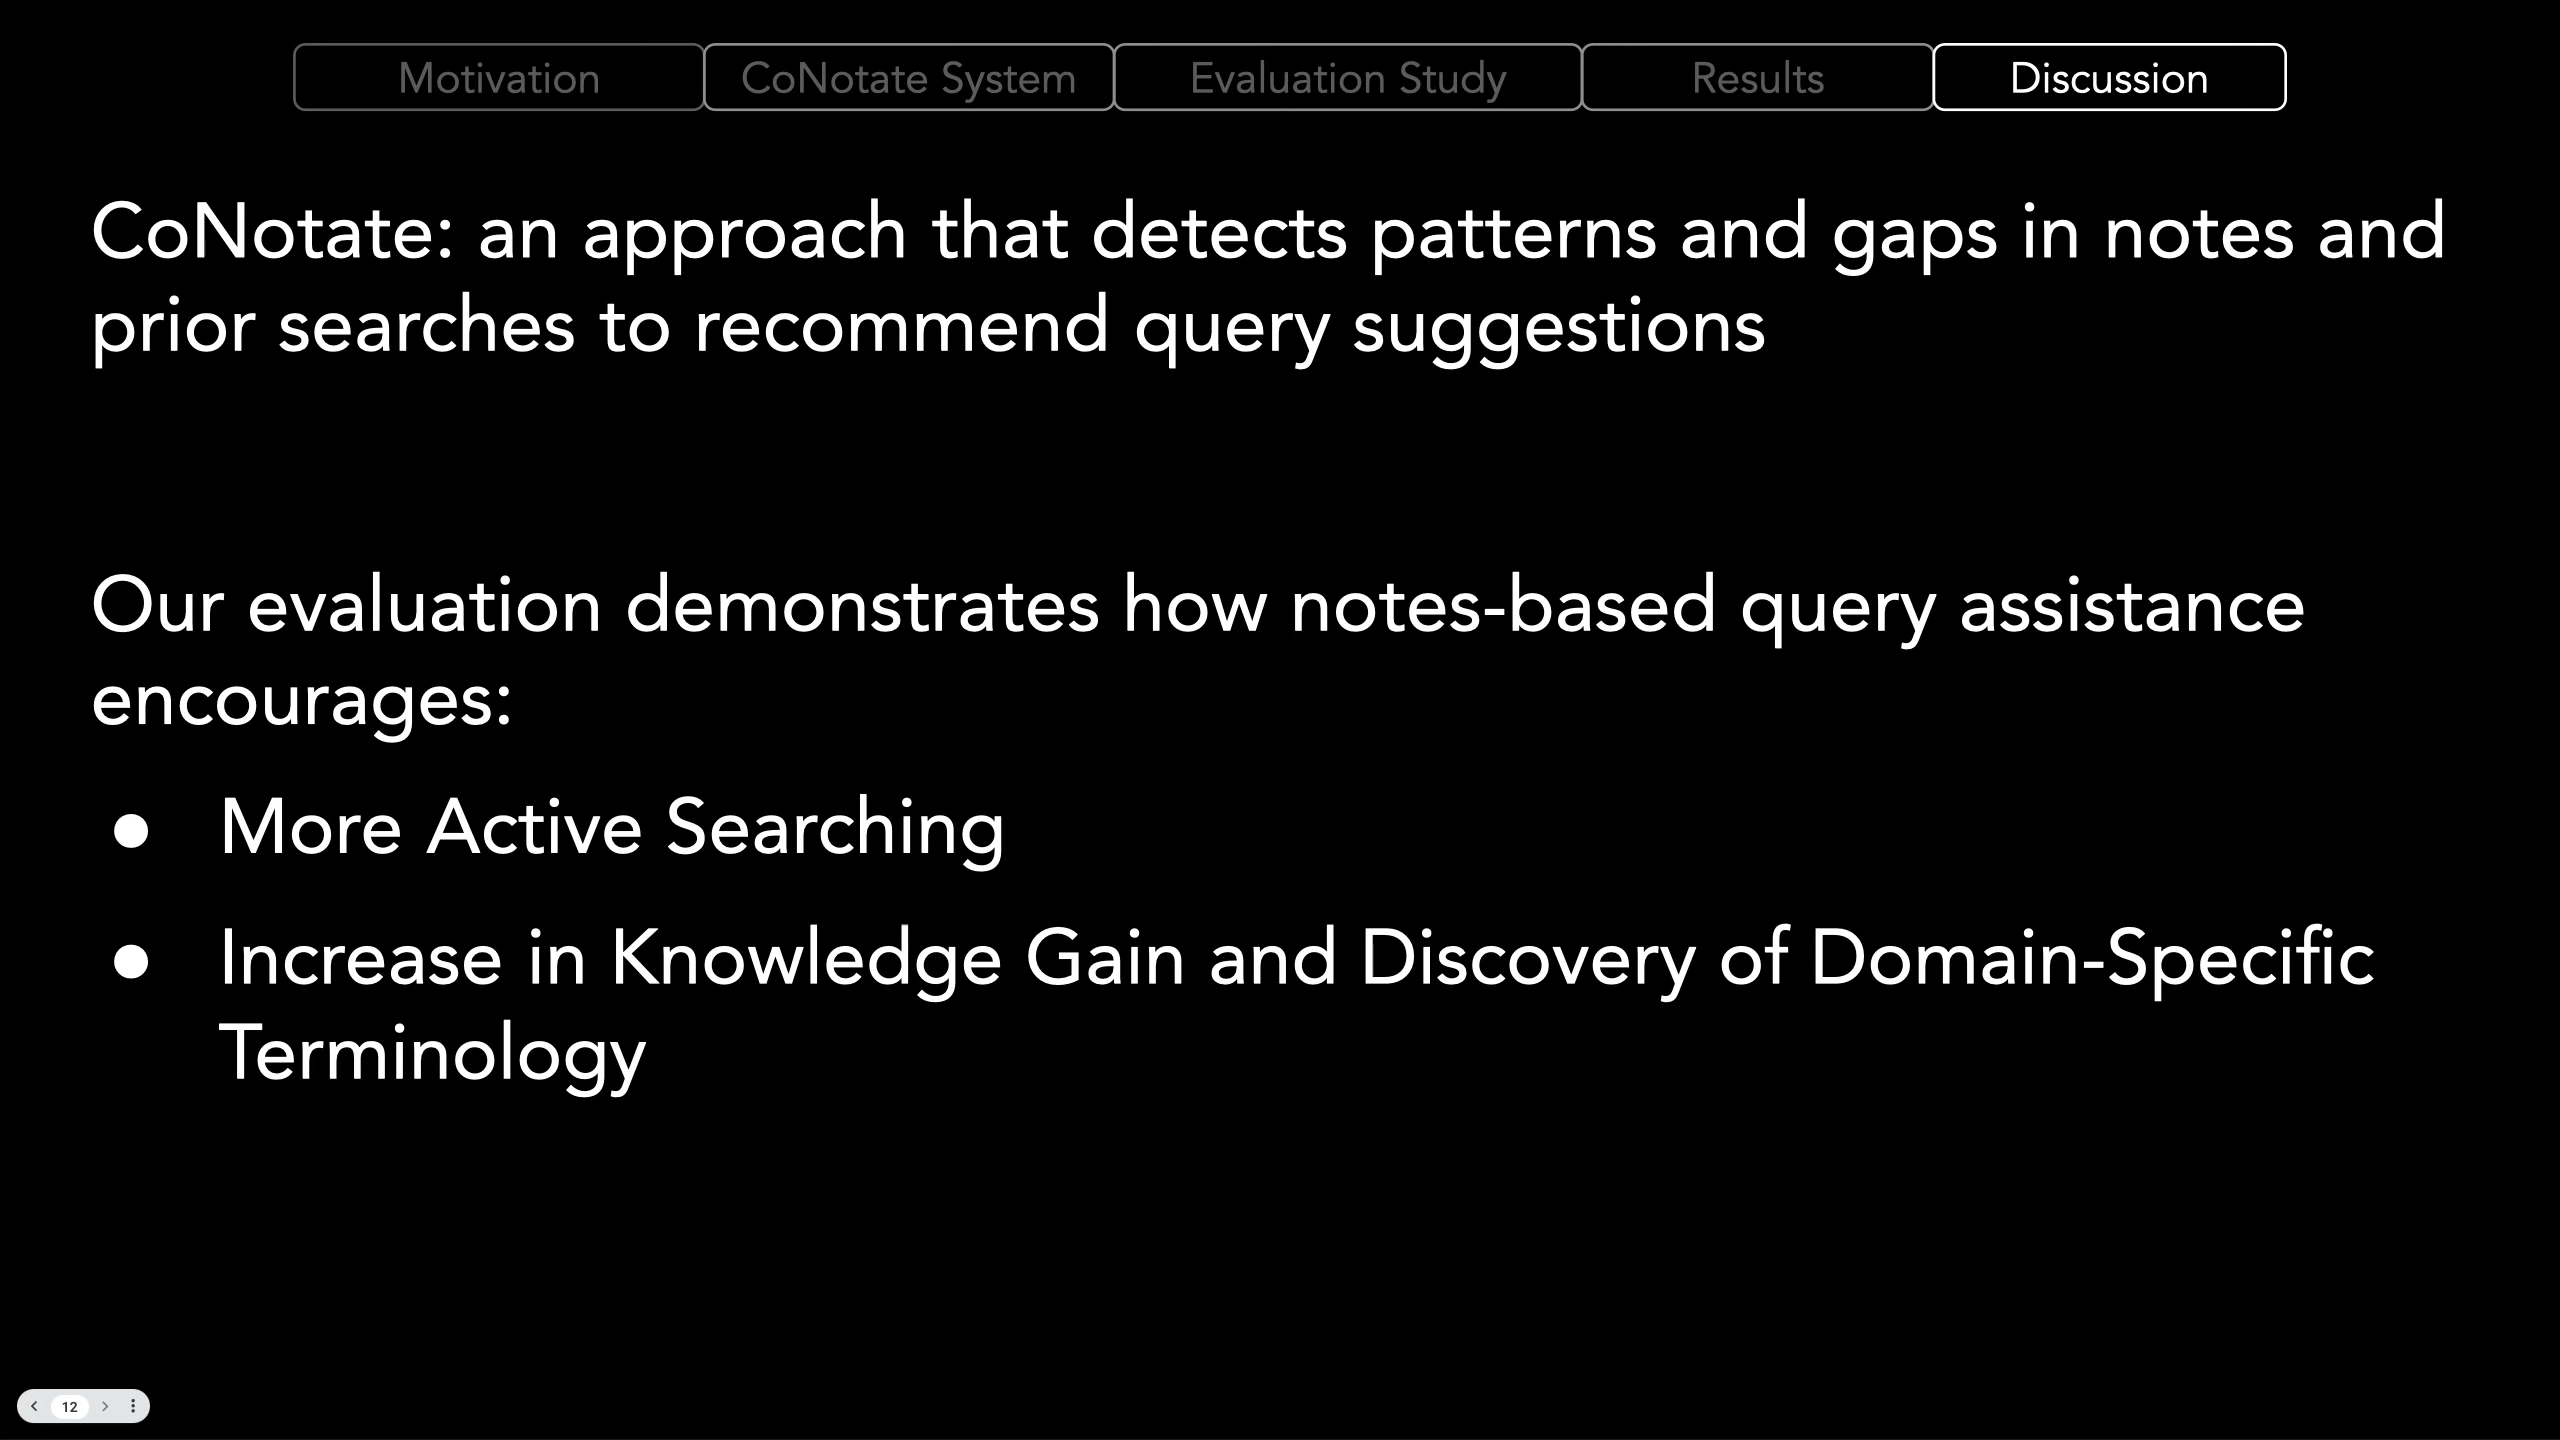 Motivation
CoNotate System
Evaluation Study
Results
Discussion
CoNotate: an approach that detects patterns and gaps in notes and
prior searches to recommend query suggestions
Our evaluation demonstrates how notes-based query assistance
encourages:
● More Active Searching
● Increase in Knowledge Gain and Discovery of Domain-Specific
Terminology
12